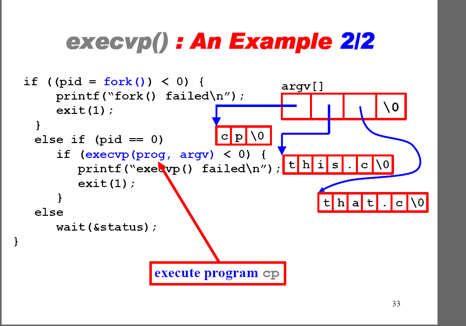 execvp() : An Example 2/2
if ((pid = fork()) < 0) {
printf(“fork() failed\n”);
exit(1);
}
else if (pid == 0)
if (execvp(prog, argv) < 0) {
printf(“execvp() failed\n”);
exit(1);
}
else
wait(&status);
}
argv[]
\0
c p \0
t h i s . c \0
t h a t . c \0
execute program cp
33